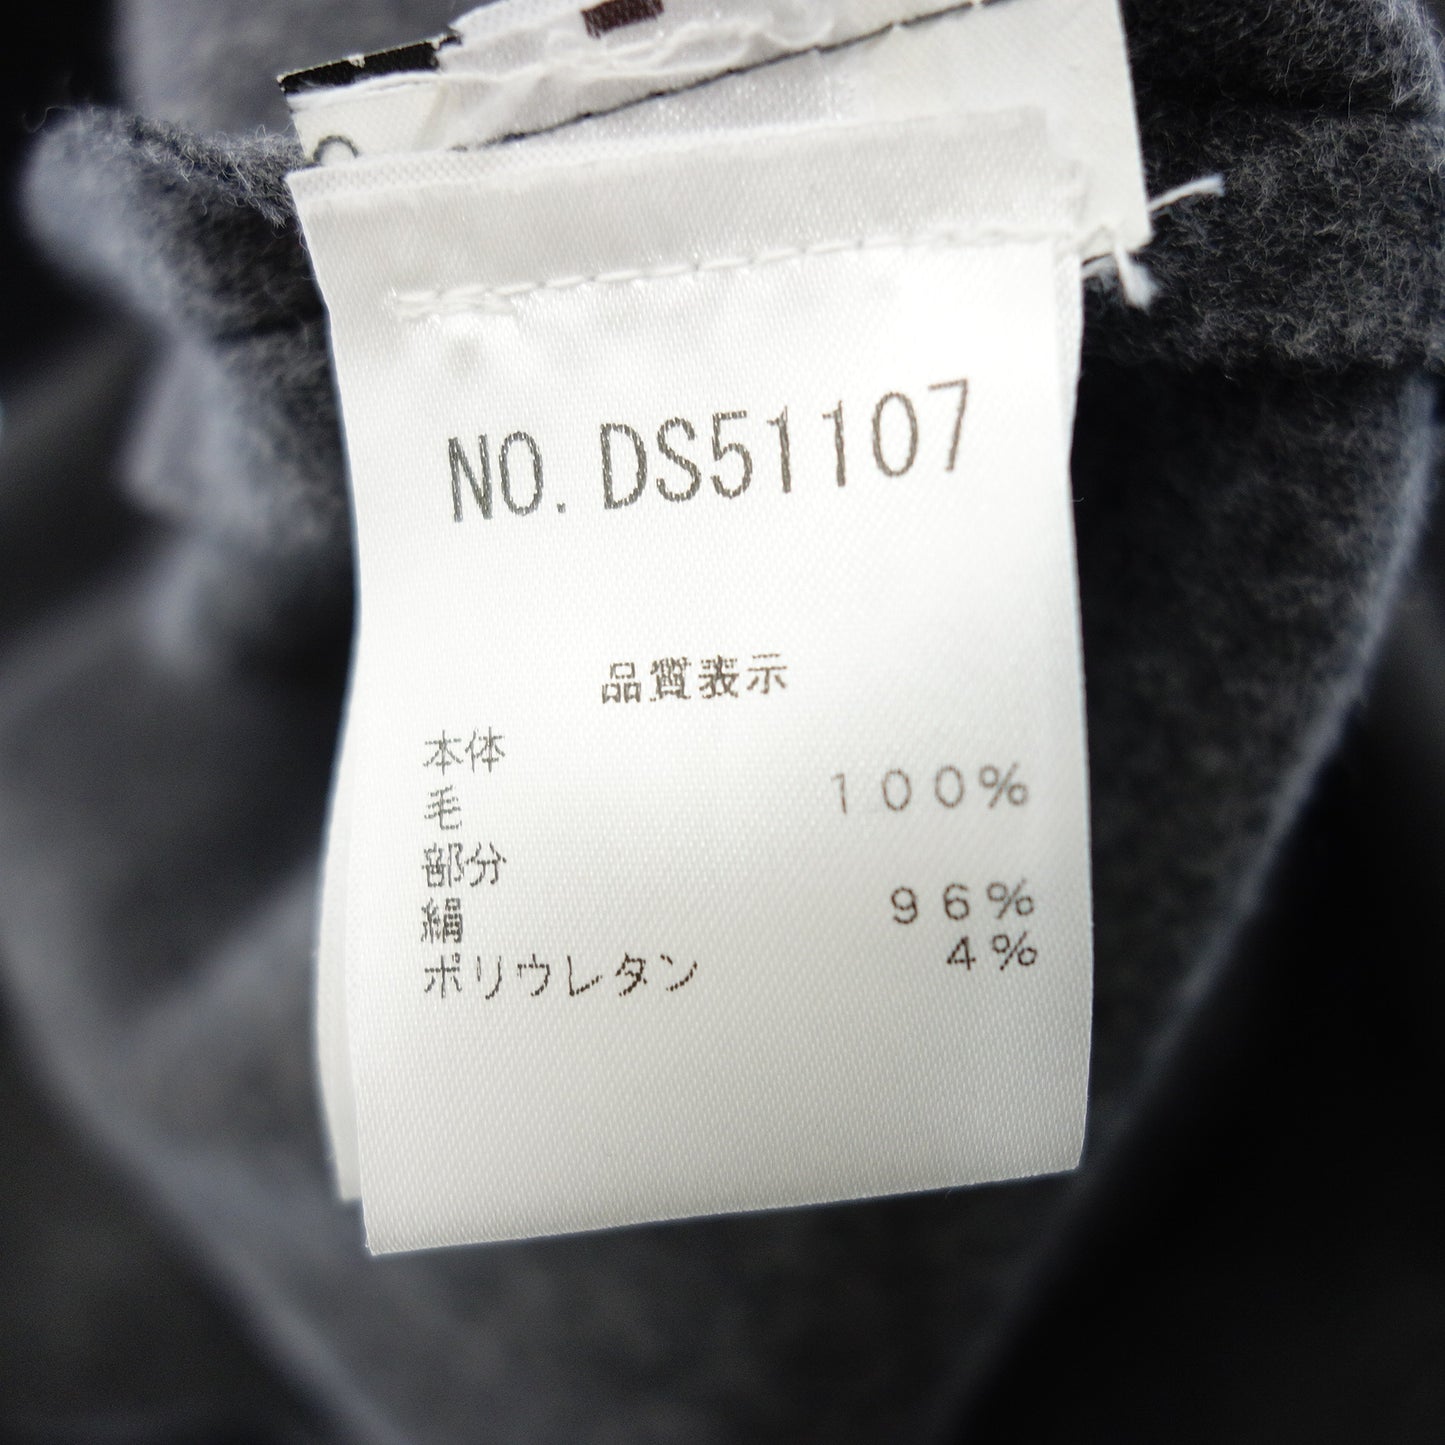 NO. DS51107
品質表示
本体
毛 100%
部分
絹 96%
ポリウレタン 4%